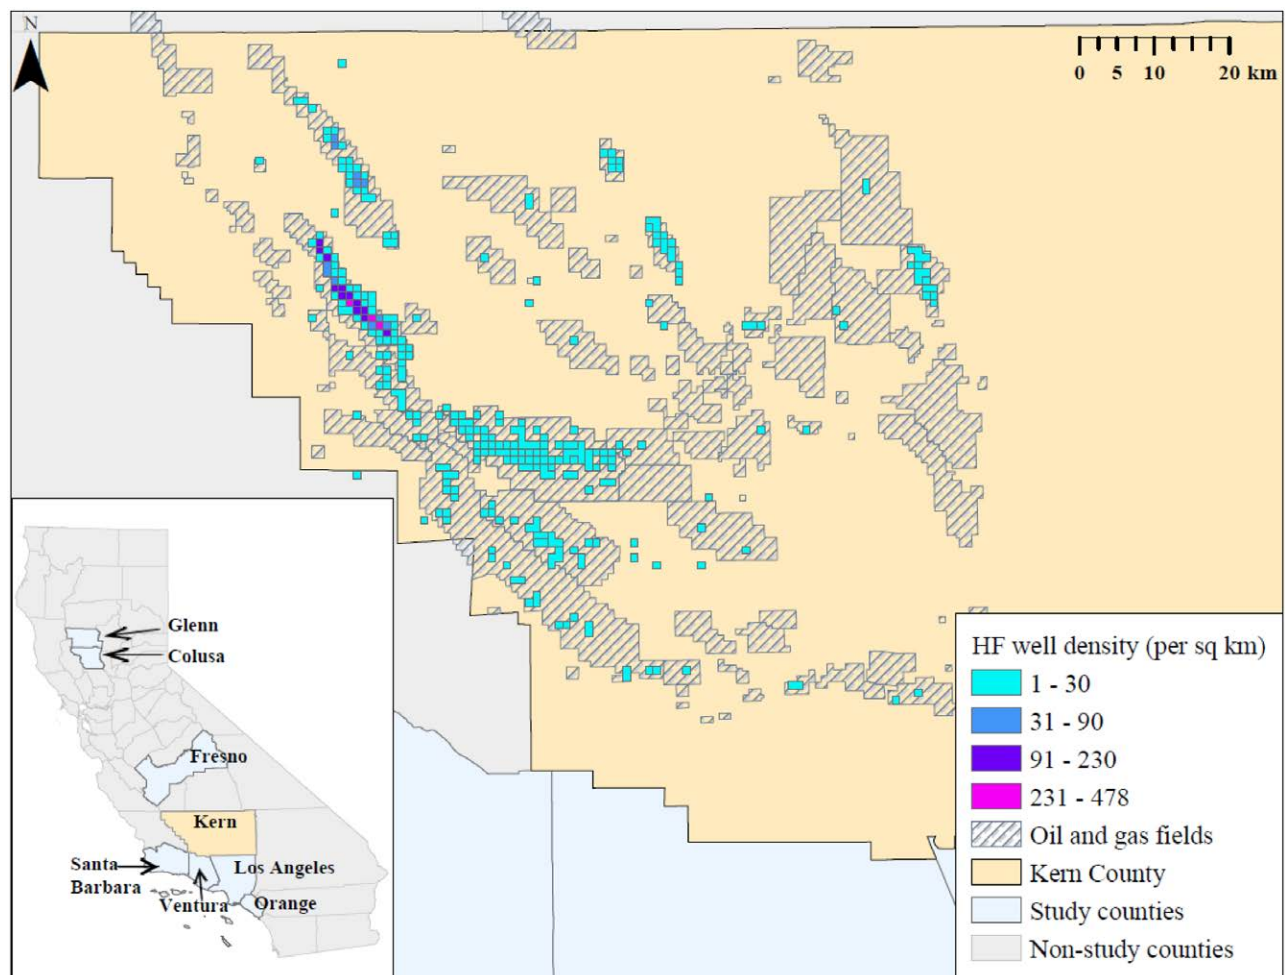 N
0 5 10 20 km
Glenn
Colusa
Fresno
Kern
Santa
Barbara
Los Angeles
Ventura
Orange
HF well density (per sq km)
1 - 30
31 - 90
91 - 230
231 - 478
Oil and gas fields
Kern County
Study counties
Non-study counties